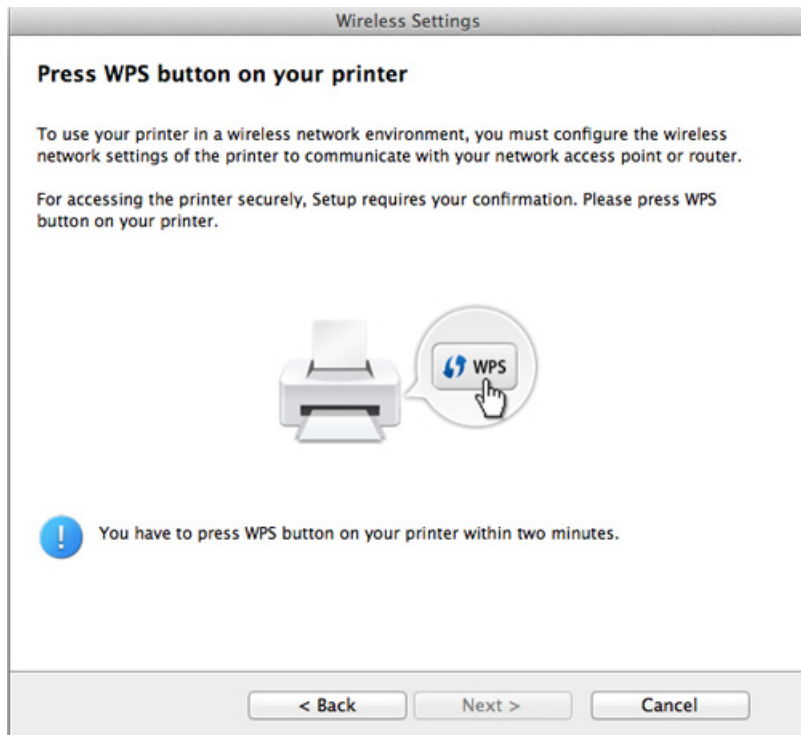 Wireless Settings
Press WPS button on your printer
To use your printer in a wireless network environment, you must configure the wireless
network settings of the printer to communicate with your network access point or router.
For accessing the printer securely, Setup requires your confirmation. Please press WPS
button on your printer.
WPS
You have to press WPS button on your printer within two minutes.
< Back
Next >
Cancel